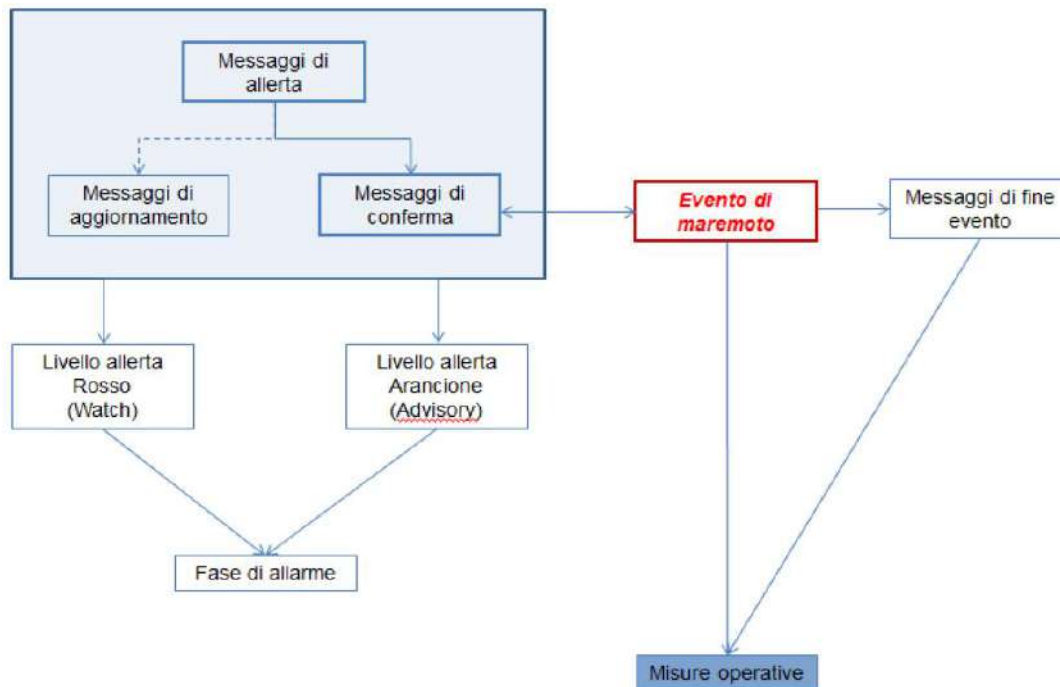 Messaggi di
allerta
Messaggi di
aggiornamento
Messaggi di
conferma
Evento di
maremoto
Messaggi di fine
evento
Livello allerta
Rosso
(Watch)
Livello allerta
Arancione
(Advisory)
Fase di allarme
Misure operative